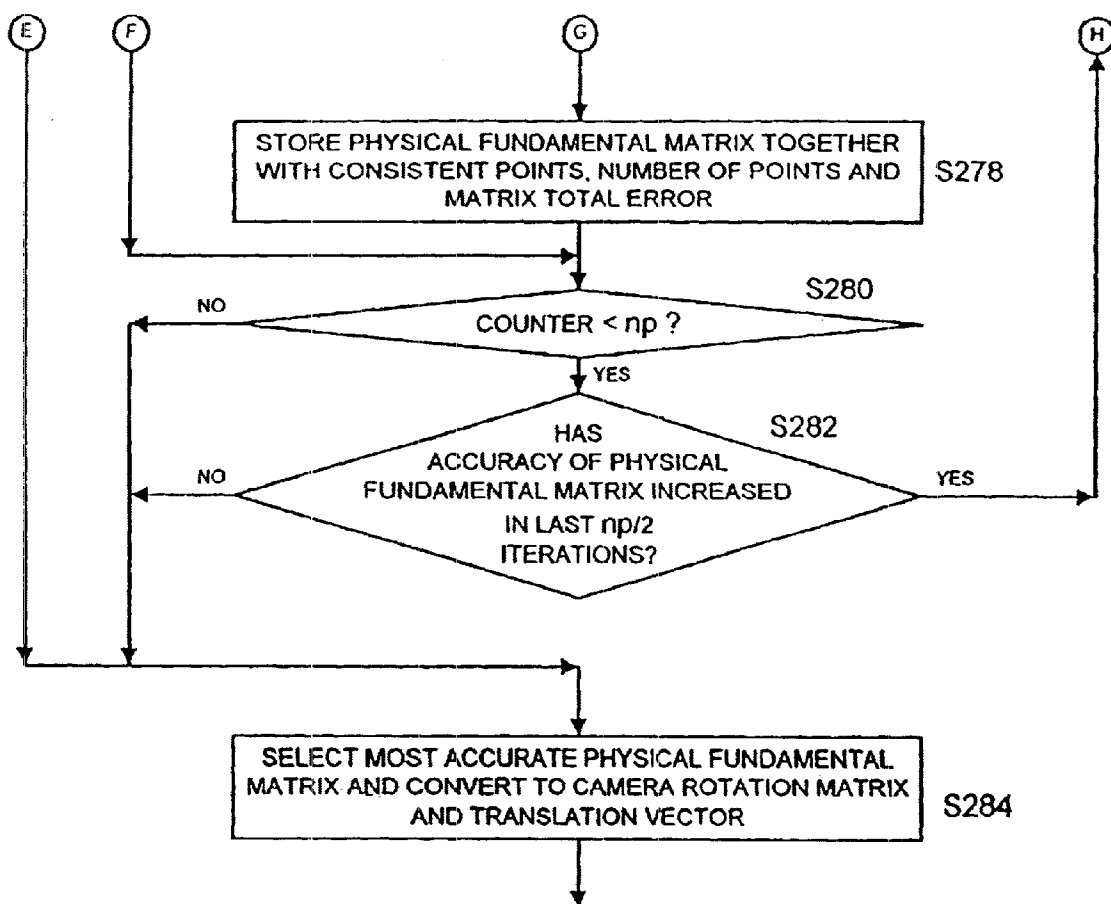 E
F
G
H
STORE PHYSICAL FUNDAMENTAL MATRIX TOGETHER
WITH CONSISTENT POINTS, NUMBER OF POINTS AND
MATRIX TOTAL ERROR
S278
S280
NO
COUNTER < np ?
YES
S282
HAS
ACCURACY OF PHYSICAL
FUNDAMENTAL MATRIX INCREASED
IN LAST np/2
ITERATIONS?
NO
YES
SELECT MOST ACCURATE PHYSICAL FUNDAMENTAL
MATRIX AND CONVERT TO CAMERA ROTATION MATRIX
AND TRANSLATION VECTOR
S284